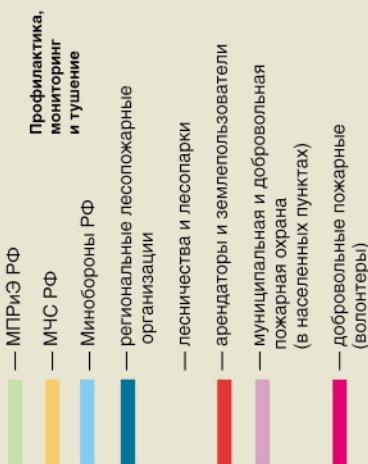 Профилактика,
мониторинг
и тушение
— МПРиЭ РФ
— МЧС РФ
— Минобороны РФ
— региональные лесопожарные
организации
— лесничества и лесопарки
— арендаторы и землепользователи
— муниципальная и добровольная
пожарная охрана
(в населенных пунктах)
— добровольные пожарные
(волонтеры)